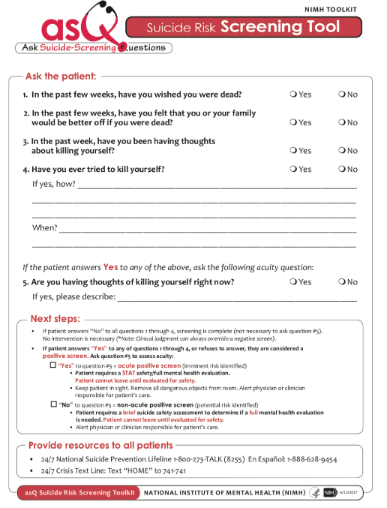 NIMH TOOLKIT
asQ
Suicide Risk Screening Tool
Ask Suicide-Screening Questions
Ask the patient:
1. In the past few weeks, have you wished you were dead? Yes No
2. In the past few weeks, have you felt that you or your family
would be better off if you were dead? Yes No
3. In the past week, have you been having thoughts
about killing yourself? Yes No
4. Have you ever tried to kill yourself? Yes No
If yes, how?
When?
If the patient answers Yes to any of the above, ask the following acuity question:
5. Are you having thoughts of killing yourself right now? Yes No
If yes, please describe:
Next steps:
• If patient answers "No" to all questions 1 through 4, screening is complete (not necessary to ask question #5).
No intervention is necessary (*Note: Clinical judgment can always override a negative screen).
• If patient answers "Yes" to any of questions 1 through 4, or refuses to answer, they are considered a
positive screen. Ask question #5 to assess acuity:
"Yes" to question #5 = acute positive screen (imminent risk identified)
• Patient requires a STAT safety/full mental health evaluation.
Patient cannot leave until evaluated for safety.
• Keep patient in sight. Remove all dangerous objects from room. Alert physician or clinician
responsible for patient's care.
"No" to question #5 = non-acute positive screen (potential risk identified)
• Patient requires a brief suicide safety assessment to determine if a full mental health evaluation
is needed. Patient cannot leave until evaluated for safety.
• Alert physician or clinician responsible for patient's care.
Provide resources to all patients
• 24/7 National Suicide Prevention Lifeline 1-800-273-TALK (8255) En Español: 1-888-628-9454
• 24/7 Crisis Text Line: Text "HOME" to 741-741
asQ Suicide Risk Screening Toolkit NATIONAL INSTITUTE OF MENTAL HEALTH (NIMH) NIH